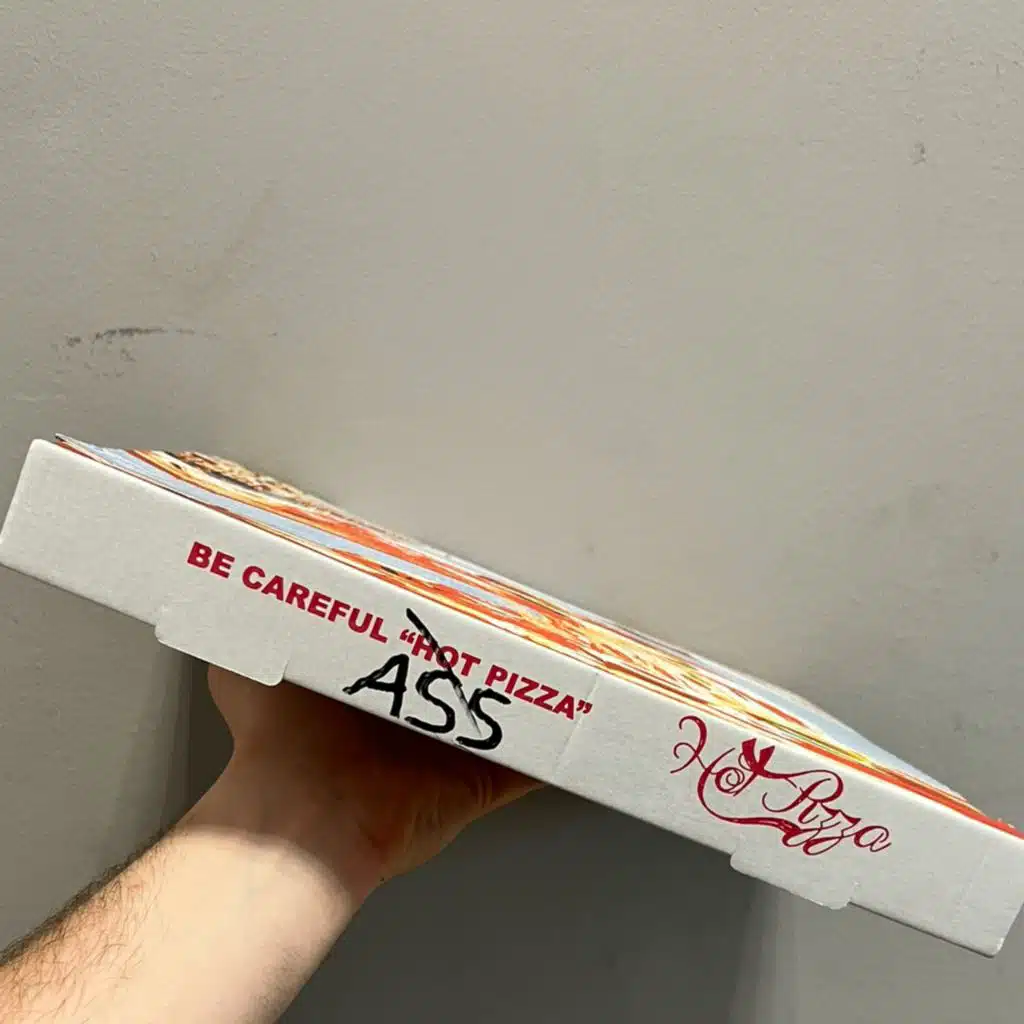 BE CAREFUL “HOT PIZZA”
ASS
Hot Pizza